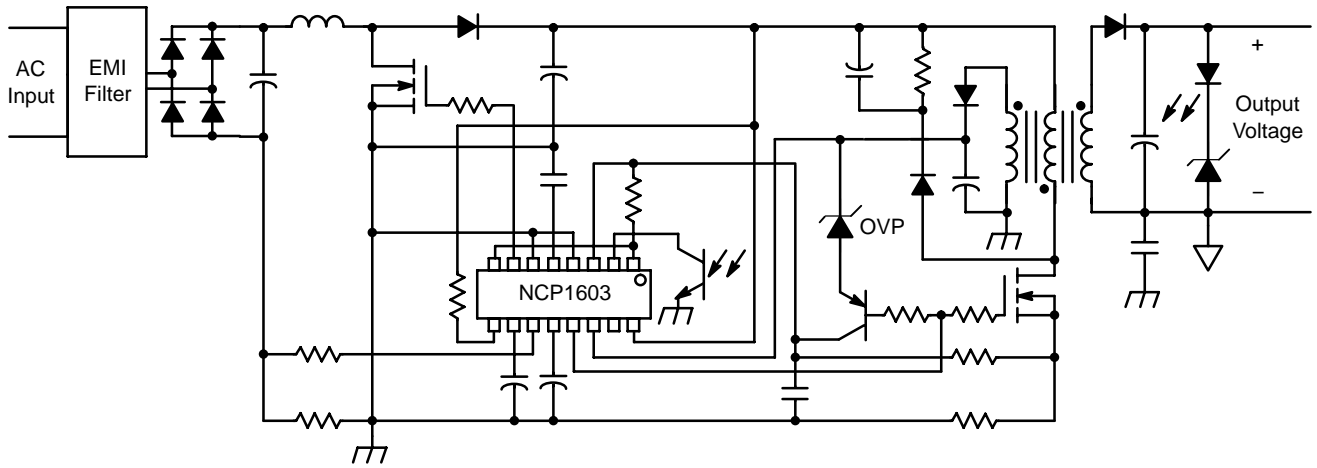 AC
Input
EMI
Filter
NCP1603
OVP
+
Output
Voltage
–